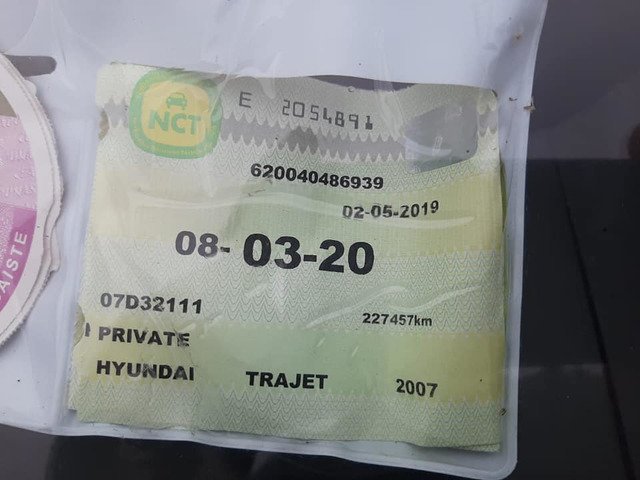 NCT
E 2054891
620040486939
02-05-2019
08-03-20
07D32111
227457km
PRIVATE
HYUNDAI TRAJET 2007
AISTE